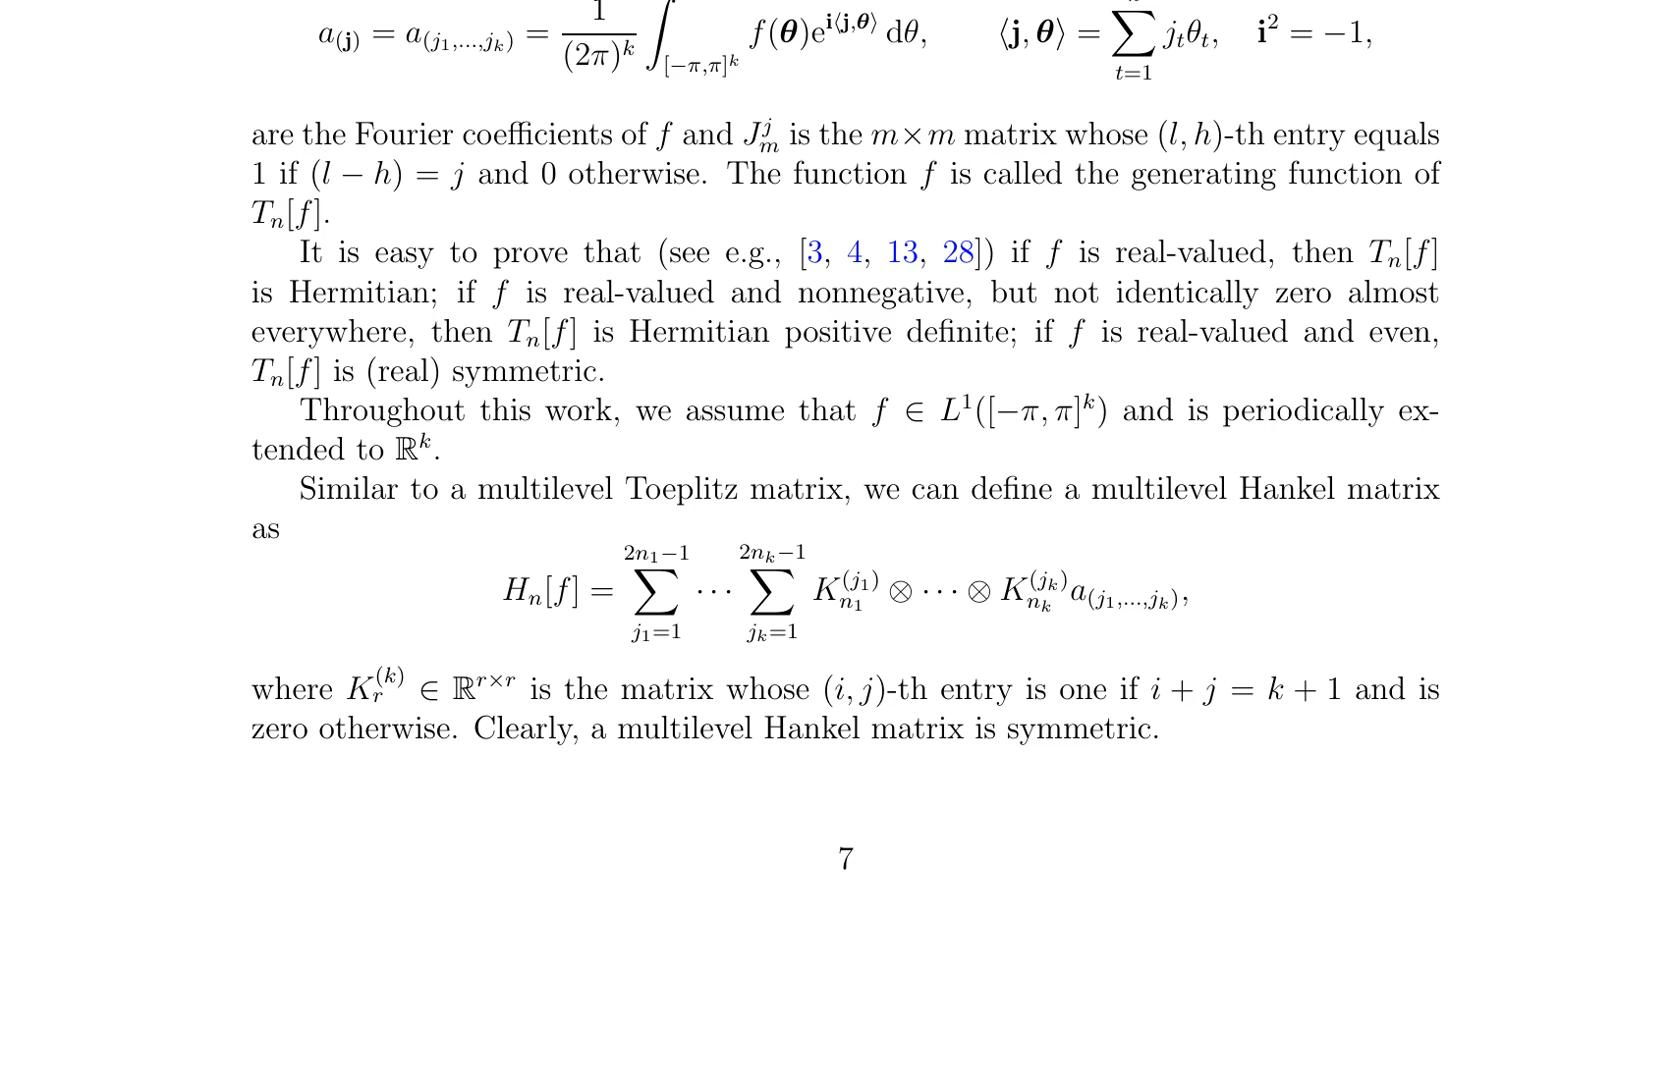 a_{(\mathbf{j})} = a_{(j_1,\ldots,j_k)} = \frac{1}{(2\pi)^k} \int_{[-\pi,\pi]^k} f(\boldsymbol{\theta}) \mathrm{e}^{\mathbf{i}\langle \mathbf{j},\boldsymbol{\theta} \rangle} \, \mathrm{d}\theta, \qquad \langle \mathbf{j}, \boldsymbol{\theta} \rangle = \sum_{t=1} j_t \theta_t, \quad \mathbf{i}^2 = -1,
are the Fourier coefficients of f and J_m^j is the m×m matrix whose (l, h)-th entry equals
1 if (l − h) = j and 0 otherwise. The function f is called the generating function of
T_n[f].
It is easy to prove that (see e.g., [3, 4, 13, 28]) if f is real-valued, then T_n[f]
is Hermitian; if f is real-valued and nonnegative, but not identically zero almost
everywhere, then T_n[f] is Hermitian positive definite; if f is real-valued and even,
T_n[f] is (real) symmetric.
Throughout this work, we assume that f ∈ L^1([−π, π]^k) and is periodically ex-
tended to ℝ^k.
Similar to a multilevel Toeplitz matrix, we can define a multilevel Hankel matrix
as
H_n[f] = \sum_{j_1=1}^{2n_1-1} \cdots \sum_{j_k=1}^{2n_k-1} K_{n_1}^{(j_1)} \otimes \cdots \otimes K_{n_k}^{(j_k)} a_{(j_1,\ldots,j_k)},
where K_r^{(k)} ∈ ℝ^{r×r} is the matrix whose (i, j)-th entry is one if i + j = k + 1 and is
zero otherwise. Clearly, a multilevel Hankel matrix is symmetric.
7